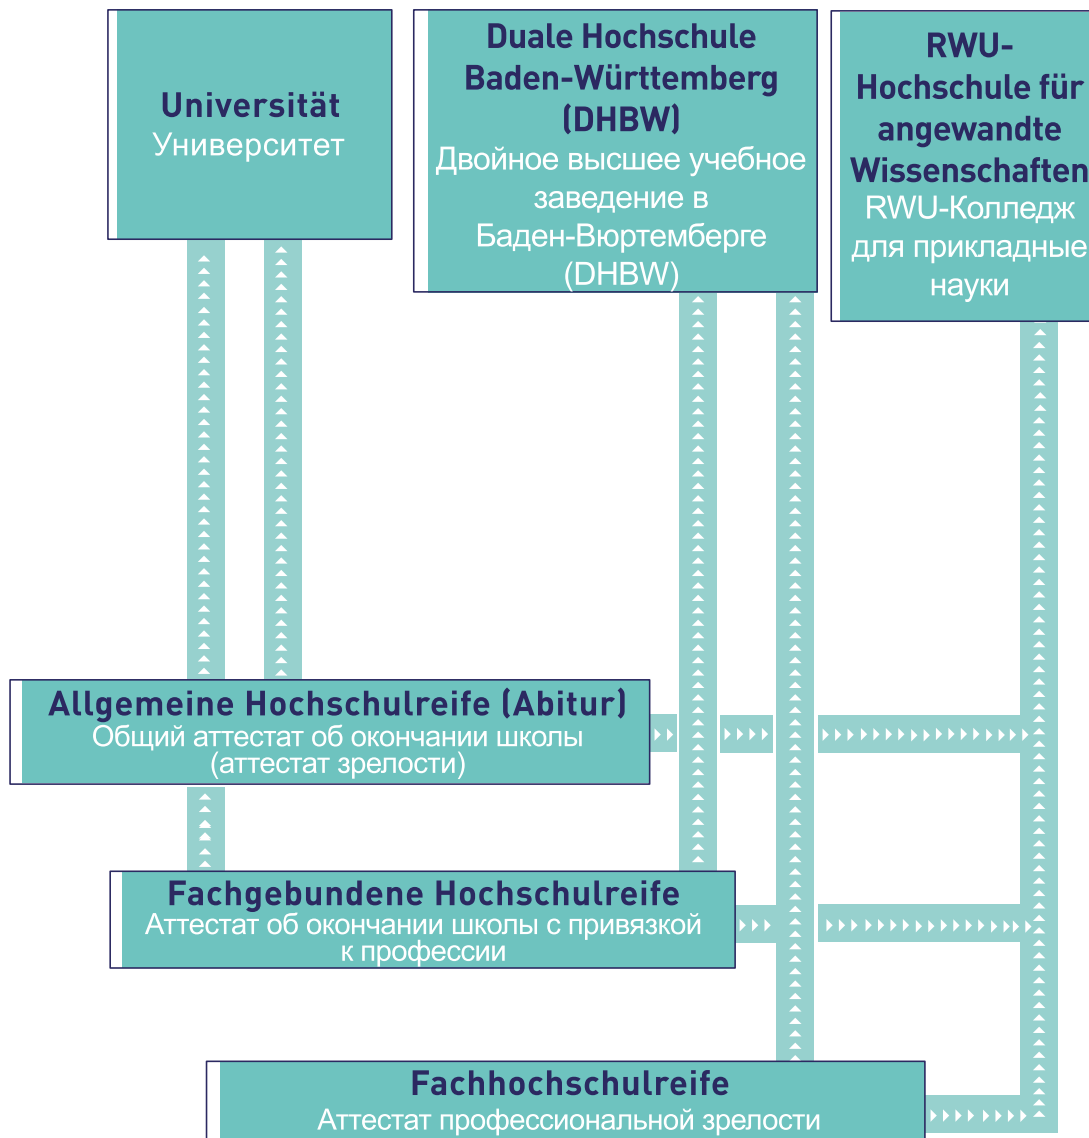 Universität
Университет
Duale Hochschule
Baden-Württemberg
(DHBW)
Двойное высшее учебное
заведение в
Баден-Вюртемберге
(DHBW)
RWU-
Hochschule für
angewandte
Wissenschaften
RWU-Колледж
для прикладные
науки
Allgemeine Hochschulreife (Abitur)
Общий аттестат об окончании школы
(аттестат зрелости)
Fachgebundene Hochschulreife
Аттестат об окончании школы с привязкой
к профессии
Fachhochschulreife
Аттестат профессиональной зрелости